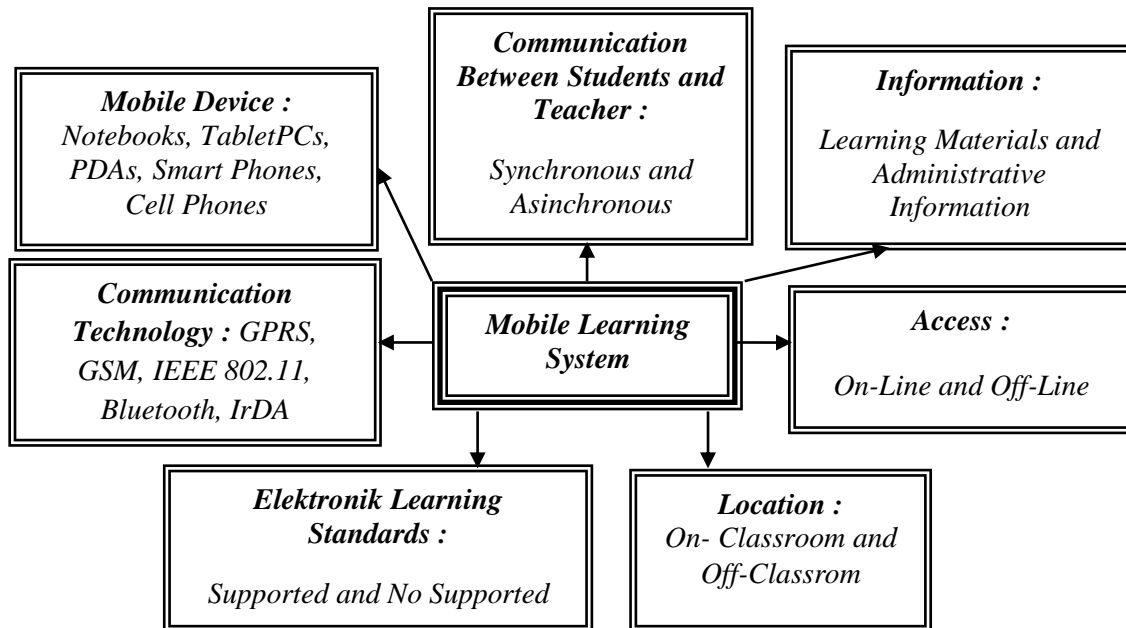 Mobile Device :
Notebooks, TabletPCs,
PDAs, Smart Phones,
Cell Phones
Communication
Between Students and
Teacher :
Synchronous and
Asinchronous
Information :
Learning Materials and
Administrative
Information
Communication
Technology : GPRS,
GSM, IEEE 802.11,
Bluetooth, IrDA
Mobile Learning
System
Access :
On-Line and Off-Line
Elektronik Learning
Standards :
Supported and No Supported
Location :
On- Classroom and
Off-Classrom